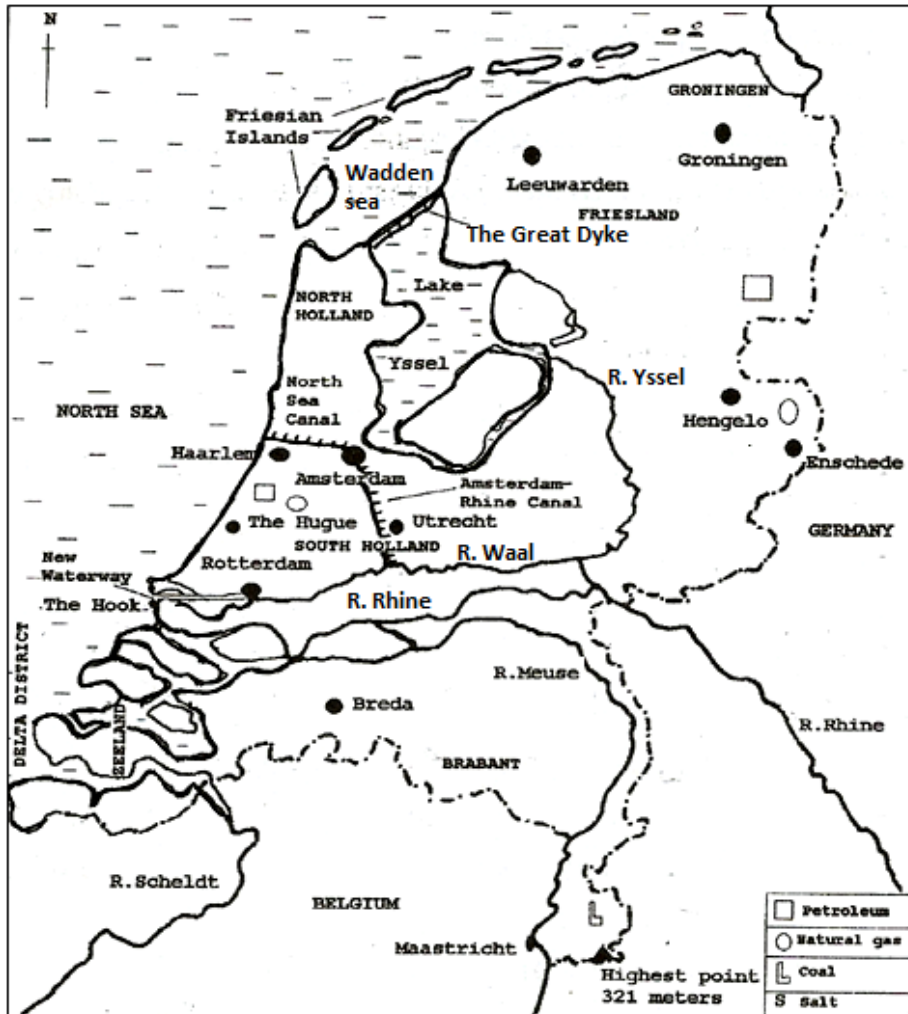 N
GRONINGEN
Friesian
Islands
Groningen
Wadden
sea
Leeuwarden
FRIESLAND
The Great Dyke
Lake
NORTH
HOLLAND
Yssel
R. Yssel
North
Sea
Canal
NORTH SEA
Hengelo
Haarlem
Amsterdam
Enschede
Amsterdam-
Rhine Canal
The Hugue
Utrecht
GERMANY
SOUTH HOLLAND
R. Waal
New
Waterway
Rotterdam
The Hook
R. Rhine
R.Meuse
DELTA DISTRICT
ZEELAND
Breda
R.Rhine
BRABANT
R.Scheldt
BELGIUM
Maastricht
Highest point
321 meters
Petroleum
Natural gas
Coal
S Salt